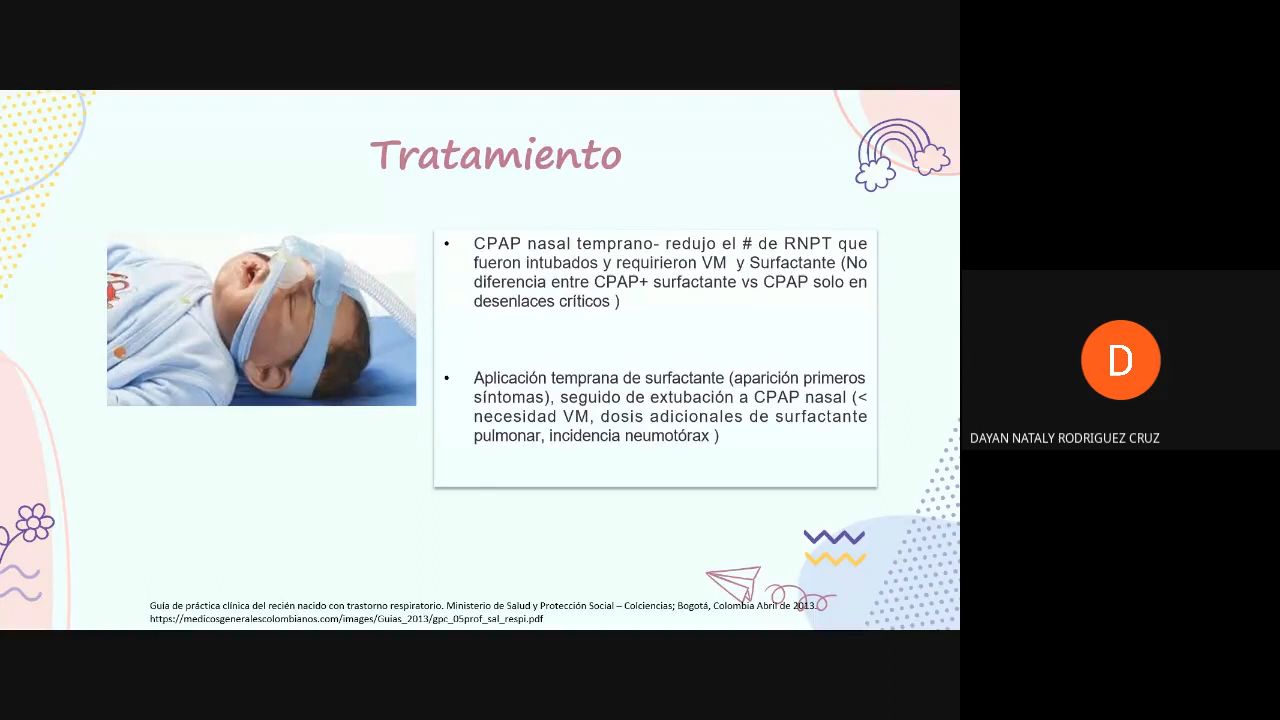 Tratamiento
• CPAP nasal temprano- redujo el # de RNPT que
fueron intubados y requirieron VM y Surfactante (No
diferencia entre CPAP+ surfactante vs CPAP solo en
desenlaces críticos )
• Aplicación temprana de surfactante (aparición primeros
síntomas), seguido de extubación a CPAP nasal (<
necesidad VM, dosis adicionales de surfactante
pulmonar, incidencia neumotórax )
Guía de práctica clínica del recién nacido con trastorno respiratorio. Ministerio de Salud y Protección Social – Colciencias; Bogotá, Colombia Abril de 2013.
https://medicosgeneralescolombianos.com/images/Guias_2013/gpc_05prof_sal_respi.pdf
D
DAYAN NATALY RODRIGUEZ CRUZ